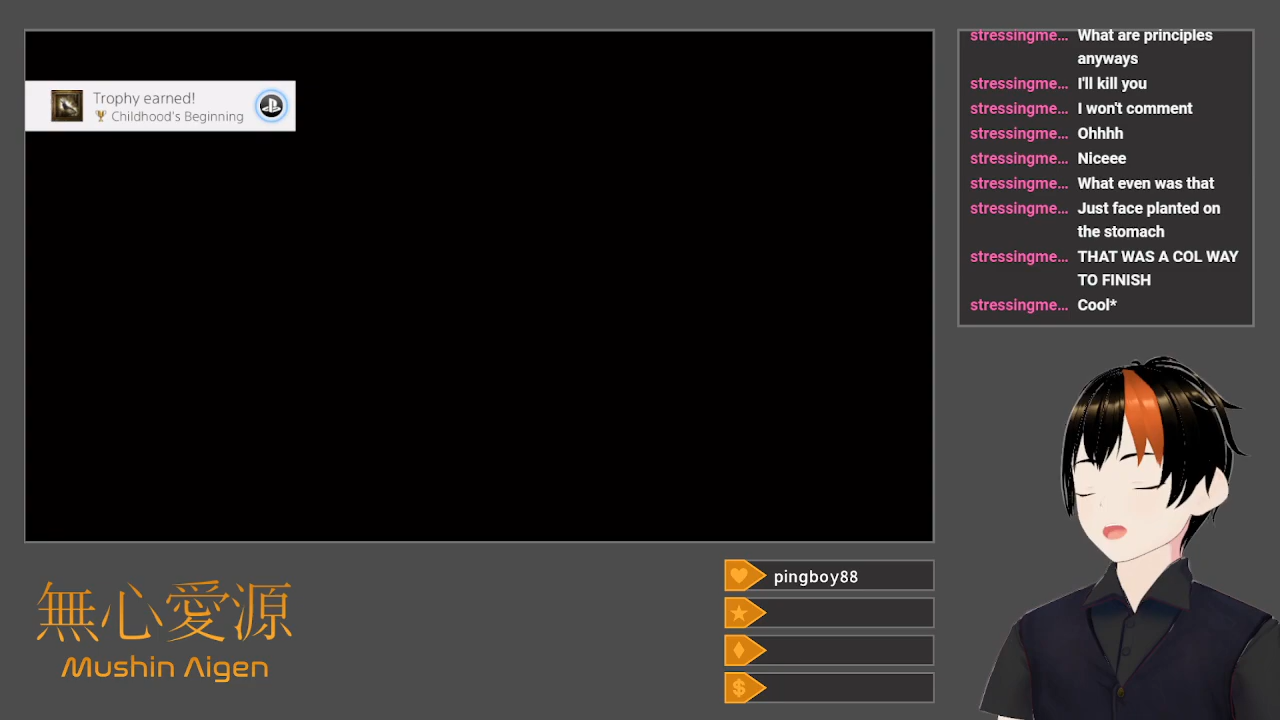 Trophy earned!
Childhood's Beginning
stressingme... What are principles
anyways
stressingme... I'll kill you
stressingme... I won't comment
stressingme... Ohhhh
stressingme... Niceee
stressingme... What even was that
stressingme... Just face planted on
the stomach
stressingme... THAT WAS A COL WAY
TO FINISH
stressingme... Cool*
pingboy88
$
無心愛源
Mushin Aigen